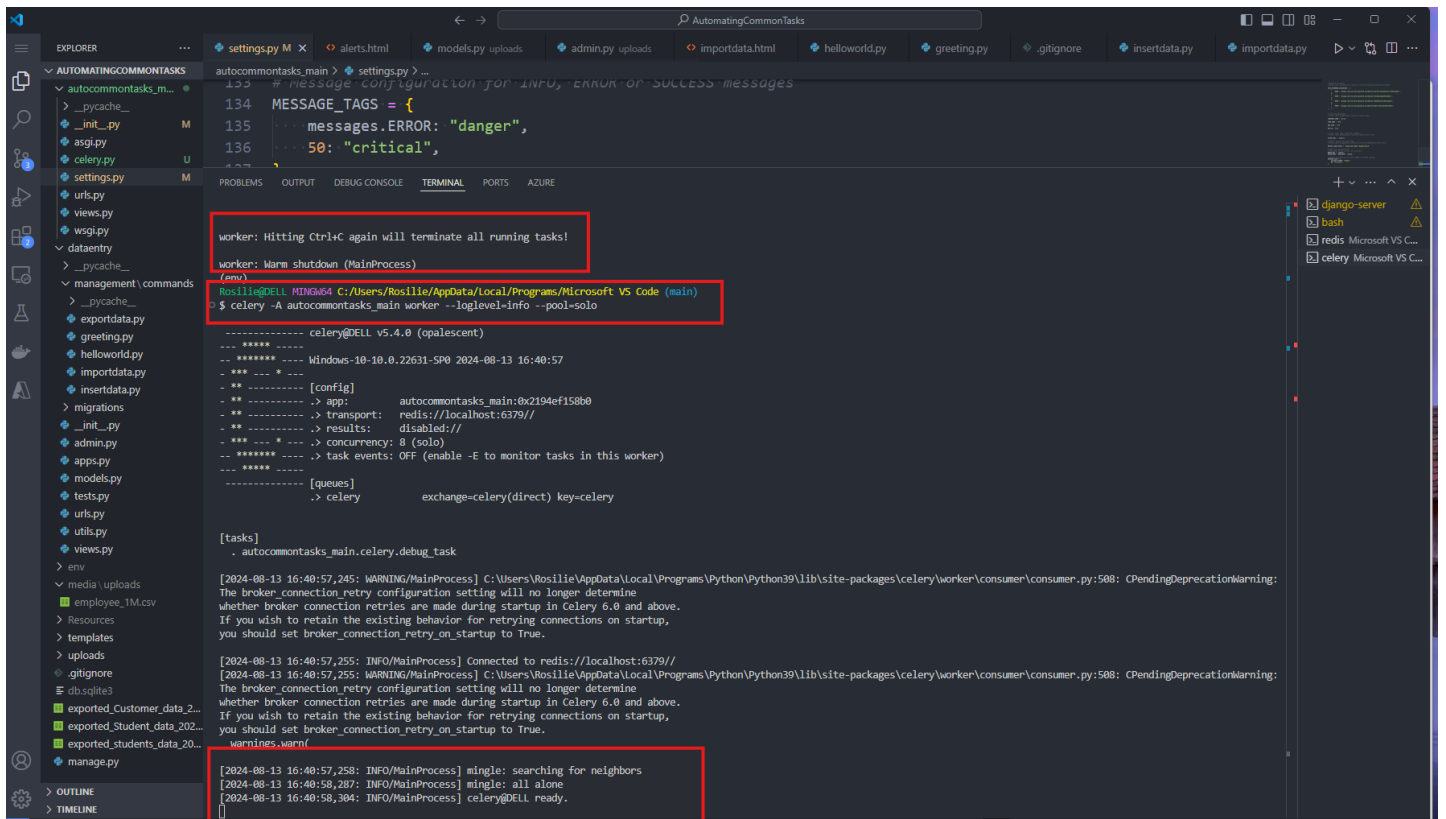 AutomatingCommonTasks
EXPLORER
settings.py M
alerts.html
models.py uploads
admin.py uploads
importdata.html
helloworld.py
greeting.py
.gitignore
insertdata.py
importdata.py
AUTOMATINGCOMMONTASKS
autocommontasks_m...
__pycache__
__init__.py M
asgi.py
celery.py U
settings.py M
urls.py
views.py
wsgi.py
dataentry
__pycache__
management\commands
__pycache__
exportdata.py
greeting.py
helloworld.py
importdata.py
insertdata.py
migrations
__init__.py
admin.py
apps.py
models.py
tests.py
urls.py
utils.py
views.py
env
media\uploads
employee_1M.csv
Resources
templates
uploads
.gitignore
db.sqlite3
exported_Customer_data_2...
exported_Student_data_202...
exported_students_data_20...
manage.py
OUTLINE
TIMELINE
3
2
autocommontasks_main > settings.py > ...
133 # Message configuration for INFO, ERROR or SUCCESS messages
134 MESSAGE_TAGS = {
135 messages.ERROR: "danger",
136 50: "critical",
137 }
PROBLEMS OUTPUT DEBUG CONSOLE TERMINAL PORTS AZURE
worker: Hitting Ctrl+C again will terminate all running tasks!
worker: Warm shutdown (MainProcess)
(env)
Rosilie@DELL MINGW64 C:/Users/Rosilie/AppData/Local/Programs/Microsoft VS Code (main)
$ celery -A autocommontasks_main worker --loglevel=info --pool=solo
-------------- celery@DELL v5.4.0 (opalescent)
--- ***** -----
-- ******* ---- Windows-10-10.0.22631-SP0 2024-08-13 16:40:57
- *** --- * ---
- ** ---------- [config]
- ** ---------- .> app: autocommontasks_main:0x2194ef158b0
- ** ---------- .> transport: redis://localhost:6379//
- ** ---------- .> results: disabled://
- *** --- * --- .> concurrency: 8 (solo)
-- ******* ---- .> task events: OFF (enable -E to monitor tasks in this worker)
--- ***** -----
-------------- [queues]
.> celery exchange=celery(direct) key=celery
[tasks]
. autocommontasks_main.celery.debug_task
[2024-08-13 16:40:57,245: WARNING/MainProcess] C:\Users\Rosilie\AppData\Local\Programs\Python\Python39\lib\site-packages\celery\worker\consumer\consumer.py:508: CPendingDeprecationWarning:
The broker_connection_retry configuration setting will no longer determine
whether broker connection retries are made during startup in Celery 6.0 and above.
If you wish to retain the existing behavior for retrying connections on startup,
you should set broker_connection_retry_on_startup to True.
[2024-08-13 16:40:57,255: INFO/MainProcess] Connected to redis://localhost:6379//
[2024-08-13 16:40:57,255: WARNING/MainProcess] C:\Users\Rosilie\AppData\Local\Programs\Python\Python39\lib\site-packages\celery\worker\consumer\consumer.py:508: CPendingDeprecationWarning:
The broker_connection_retry configuration setting will no longer determine
whether broker connection retries are made during startup in Celery 6.0 and above.
If you wish to retain the existing behavior for retrying connections on startup,
you should set broker_connection_retry_on_startup to True.
warnings.warn(
[2024-08-13 16:40:57,258: INFO/MainProcess] mingle: searching for neighbors
[2024-08-13 16:40:58,287: INFO/MainProcess] mingle: all alone
[2024-08-13 16:40:58,304: INFO/MainProcess] celery@DELL ready.
django-server
bash
redis Microsoft VS C...
celery Microsoft VS C...